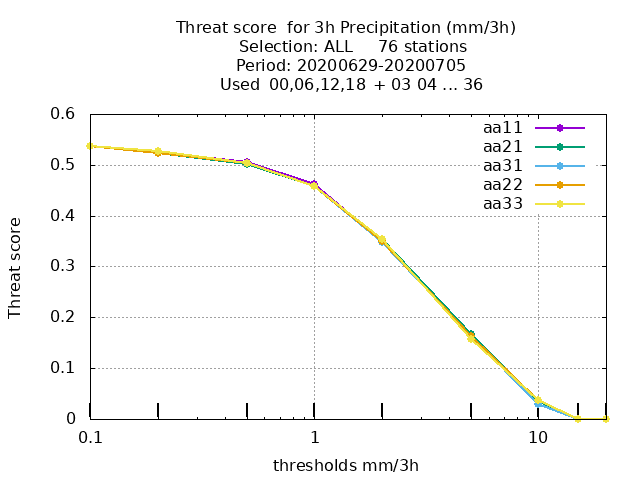 Threat score for 3h Precipitation (mm/3h)
Selection: ALL 76 stations
Period: 20200629-20200705
Used 00,06,12,18 + 03 04 ... 36
aa11
aa21
aa31
aa22
aa33
0.6
0.5
0.4
0.3
0.2
0.1
0
Threat score
0.1
1
10
thresholds mm/3h